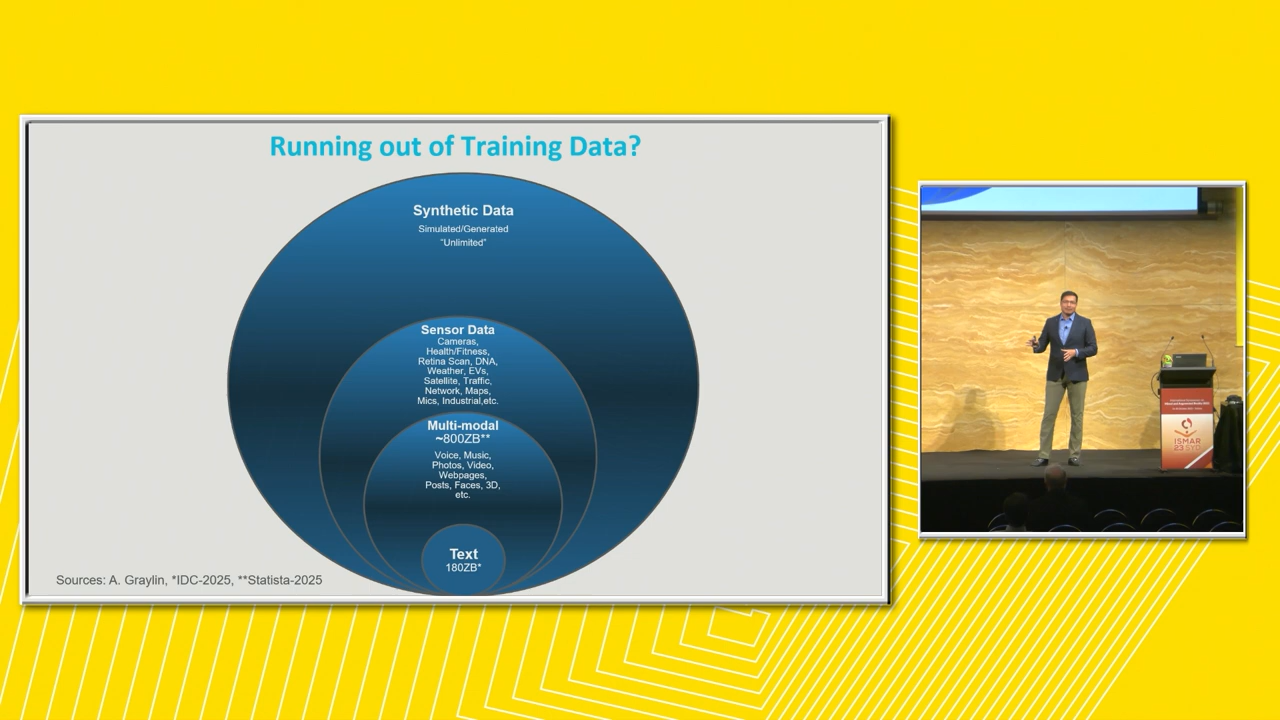 Running out of Training Data?
Synthetic Data
Simulated/Generated
“Unlimited”
Sensor Data
Cameras,
Health/Fitness,
Retina Scan, DNA,
Weather, EVs,
Satellite, Traffic,
Network, Maps,
Mics, Industrial,etc.
Multi-modal
~800ZB**
Voice, Music,
Photos, Video,
Webpages,
Posts, Faces, 3D,
etc.
Text
180ZB*
Sources: A. Graylin, *IDC-2025, **Statista-2025
ISMAR
23 SYD